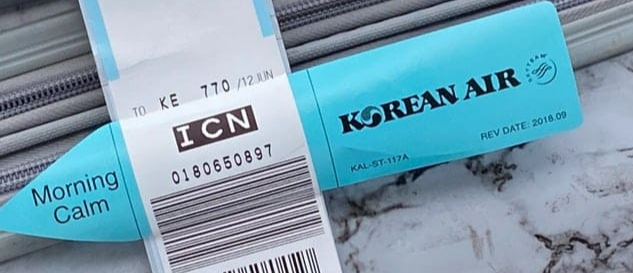 TO KE 770 /12JUN
ICN
0180650897
Morning
Calm
KOREAN AIR
SKYTEAM
KAL-ST-117A
REV DATE: 2018.09